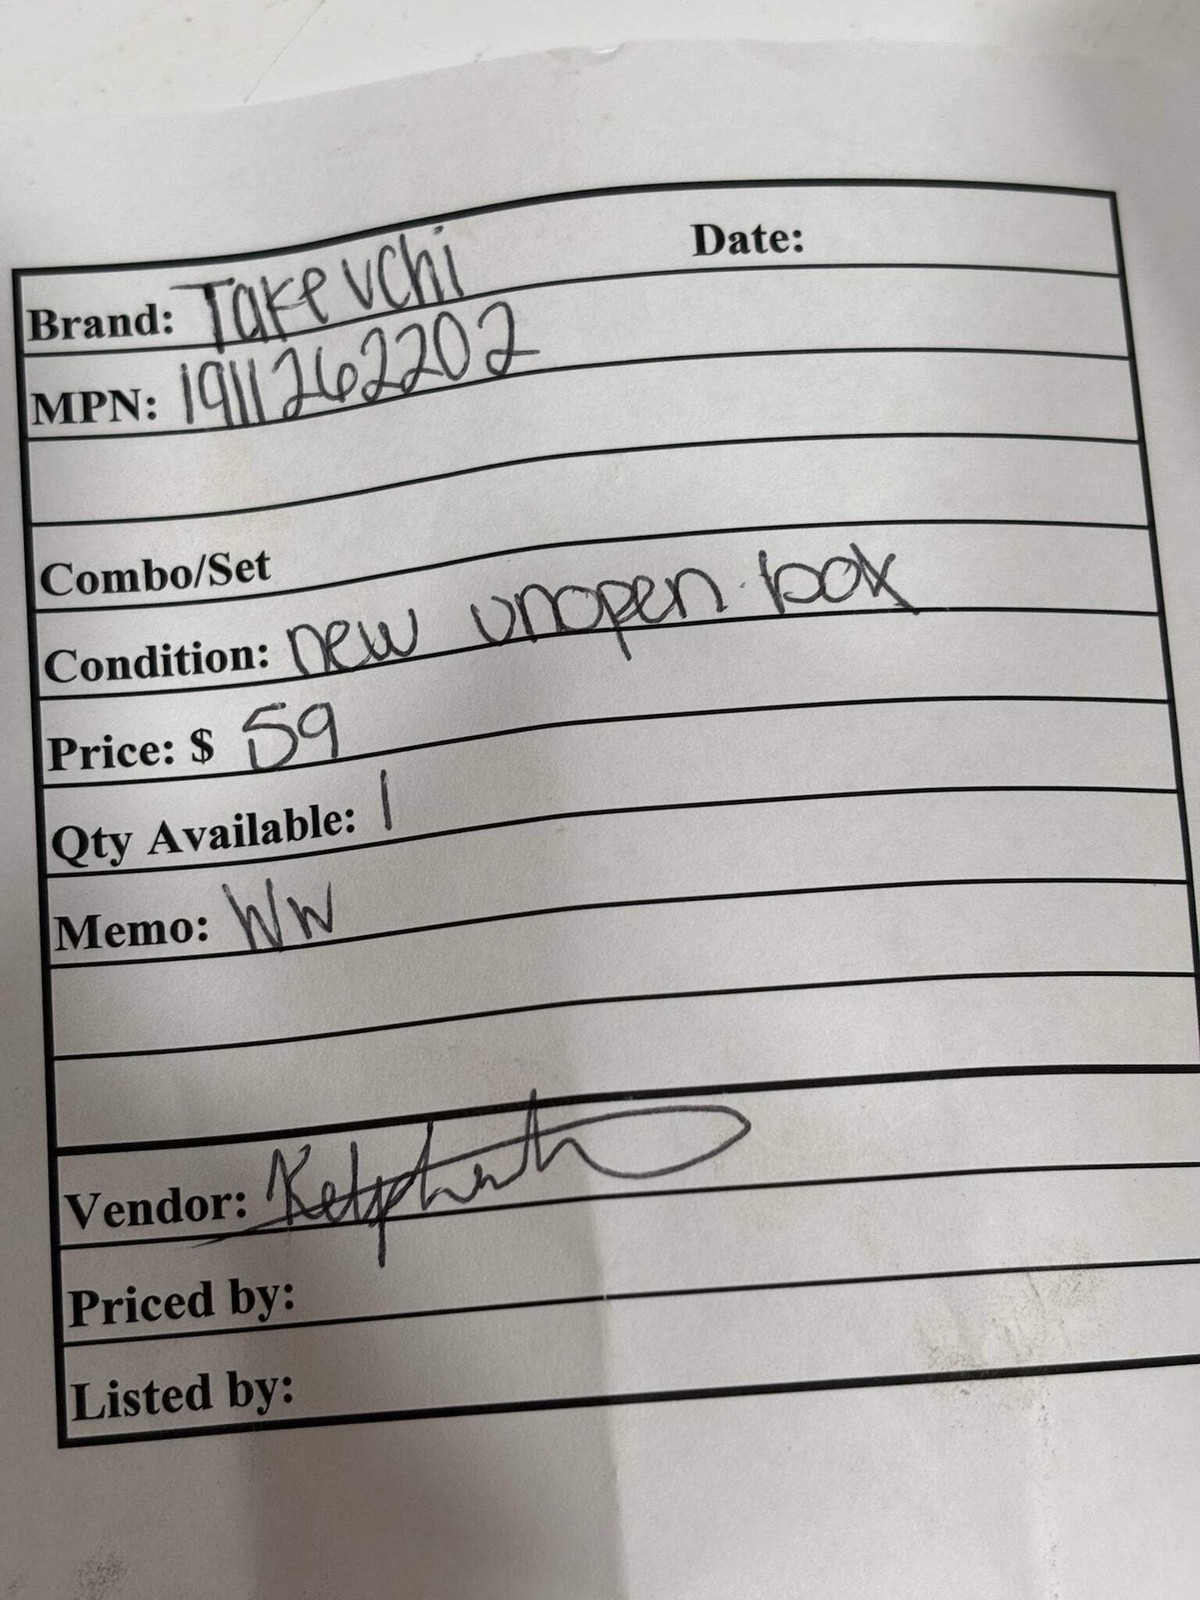 Brand: Takeuchi Date:
MPN: 1911262202
Combo/Set
Condition: new unopen box
Price: $ 59
Qty Available: 1
Memo: WW
Vendor:
Priced by:
Listed by: